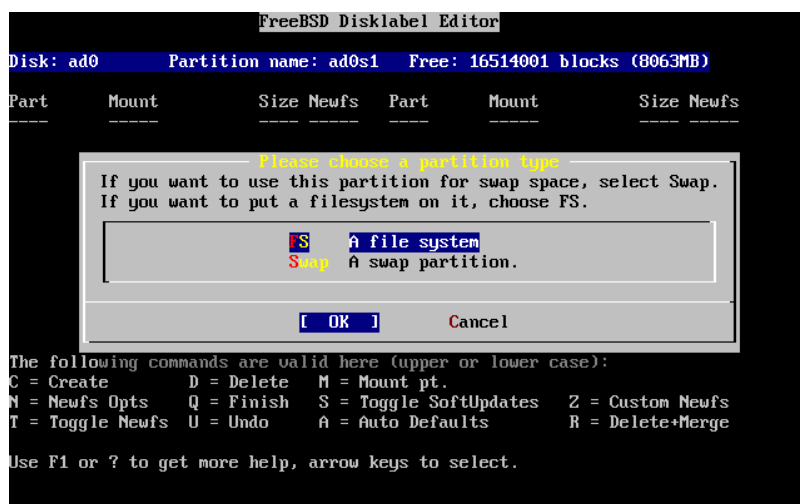 FreeBSD Disklabel Editor
Disk: ad0 Partition name: ad0s1 Free: 16514001 blocks (8063MB)
Part Mount Size Newfs Part Mount Size Newfs
---- ----- ---- ----- ---- ----- ---- -----
Please choose a partition type
If you want to use this partition for swap space, select Swap.
If you want to put a filesystem on it, choose FS.
FS A file system
Swap A swap partition.
[ OK ] Cancel
The following commands are valid here (upper or lower case):
C = Create D = Delete M = Mount pt.
N = Newfs Opts Q = Finish S = Toggle SoftUpdates Z = Custom Newfs
T = Toggle Newfs U = Undo A = Auto Defaults R = Delete+Merge
Use F1 or ? to get more help, arrow keys to select.